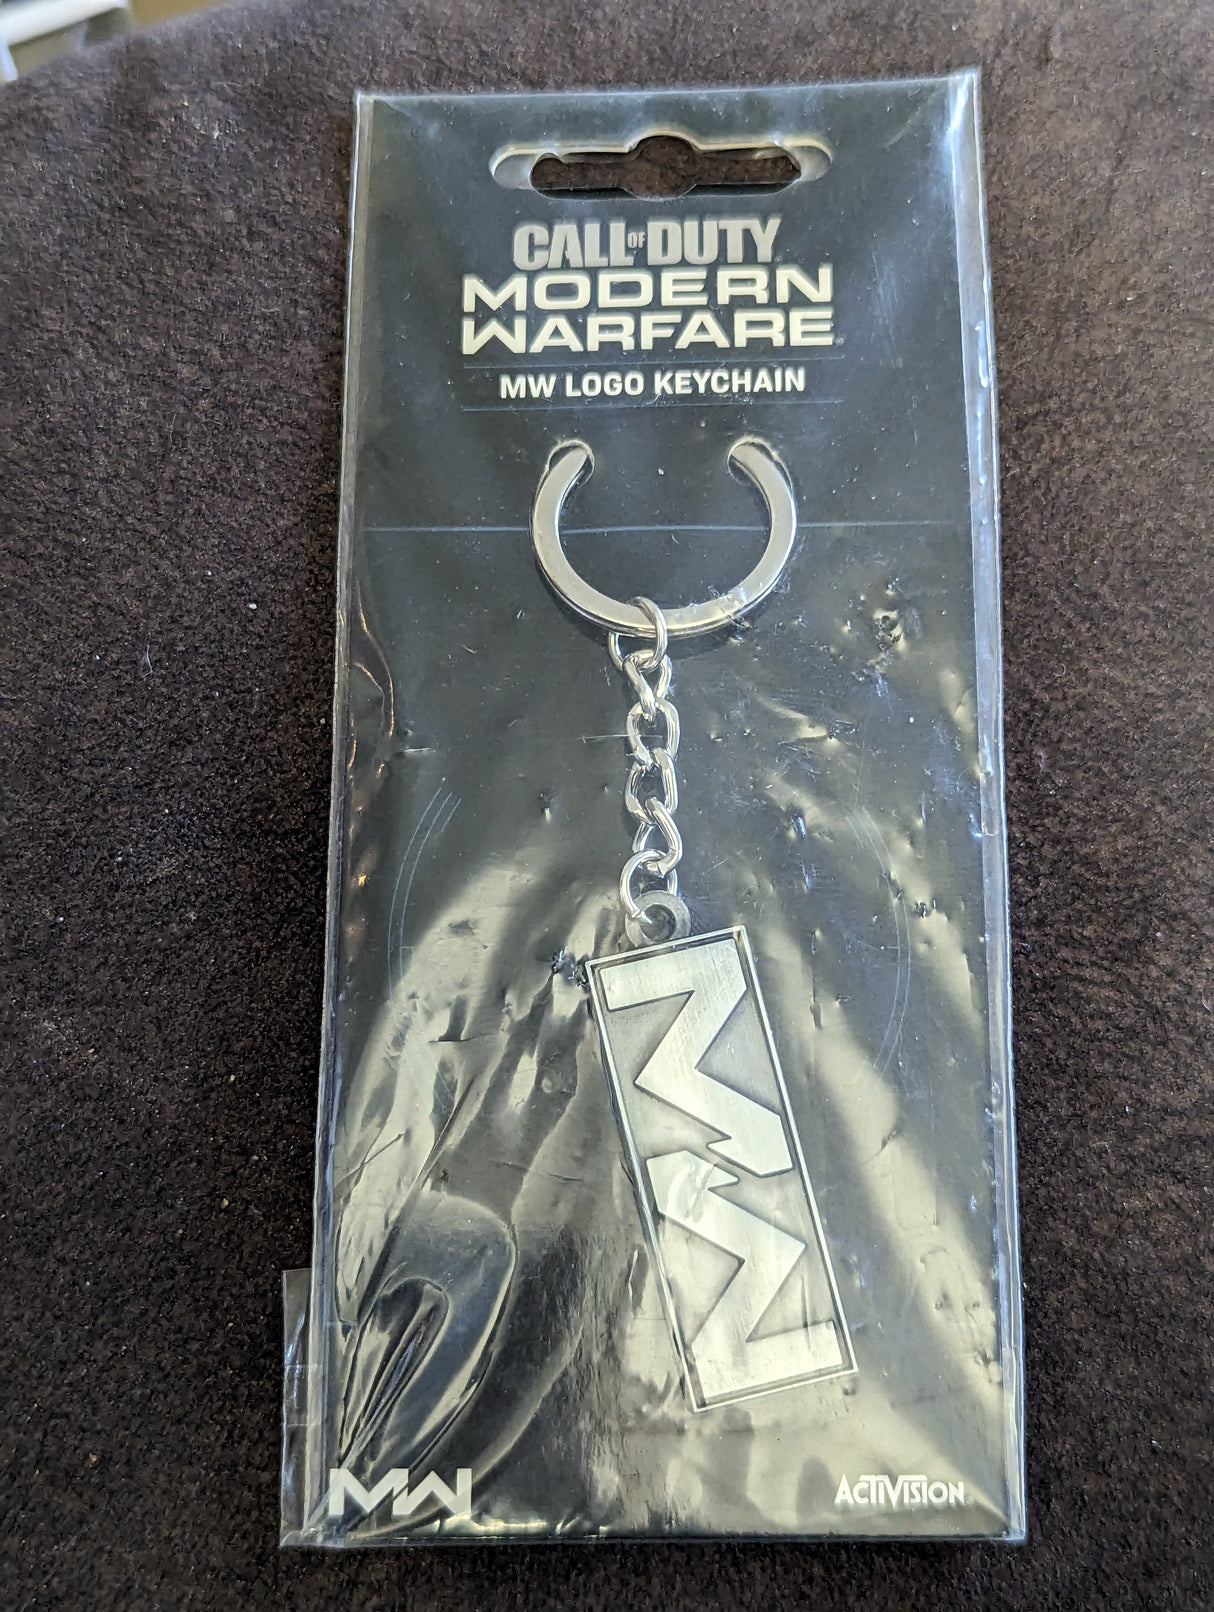 CALL OF DUTY
MODERN
WARFARE
MW LOGO KEYCHAIN
MW
MW
ACTIVISION